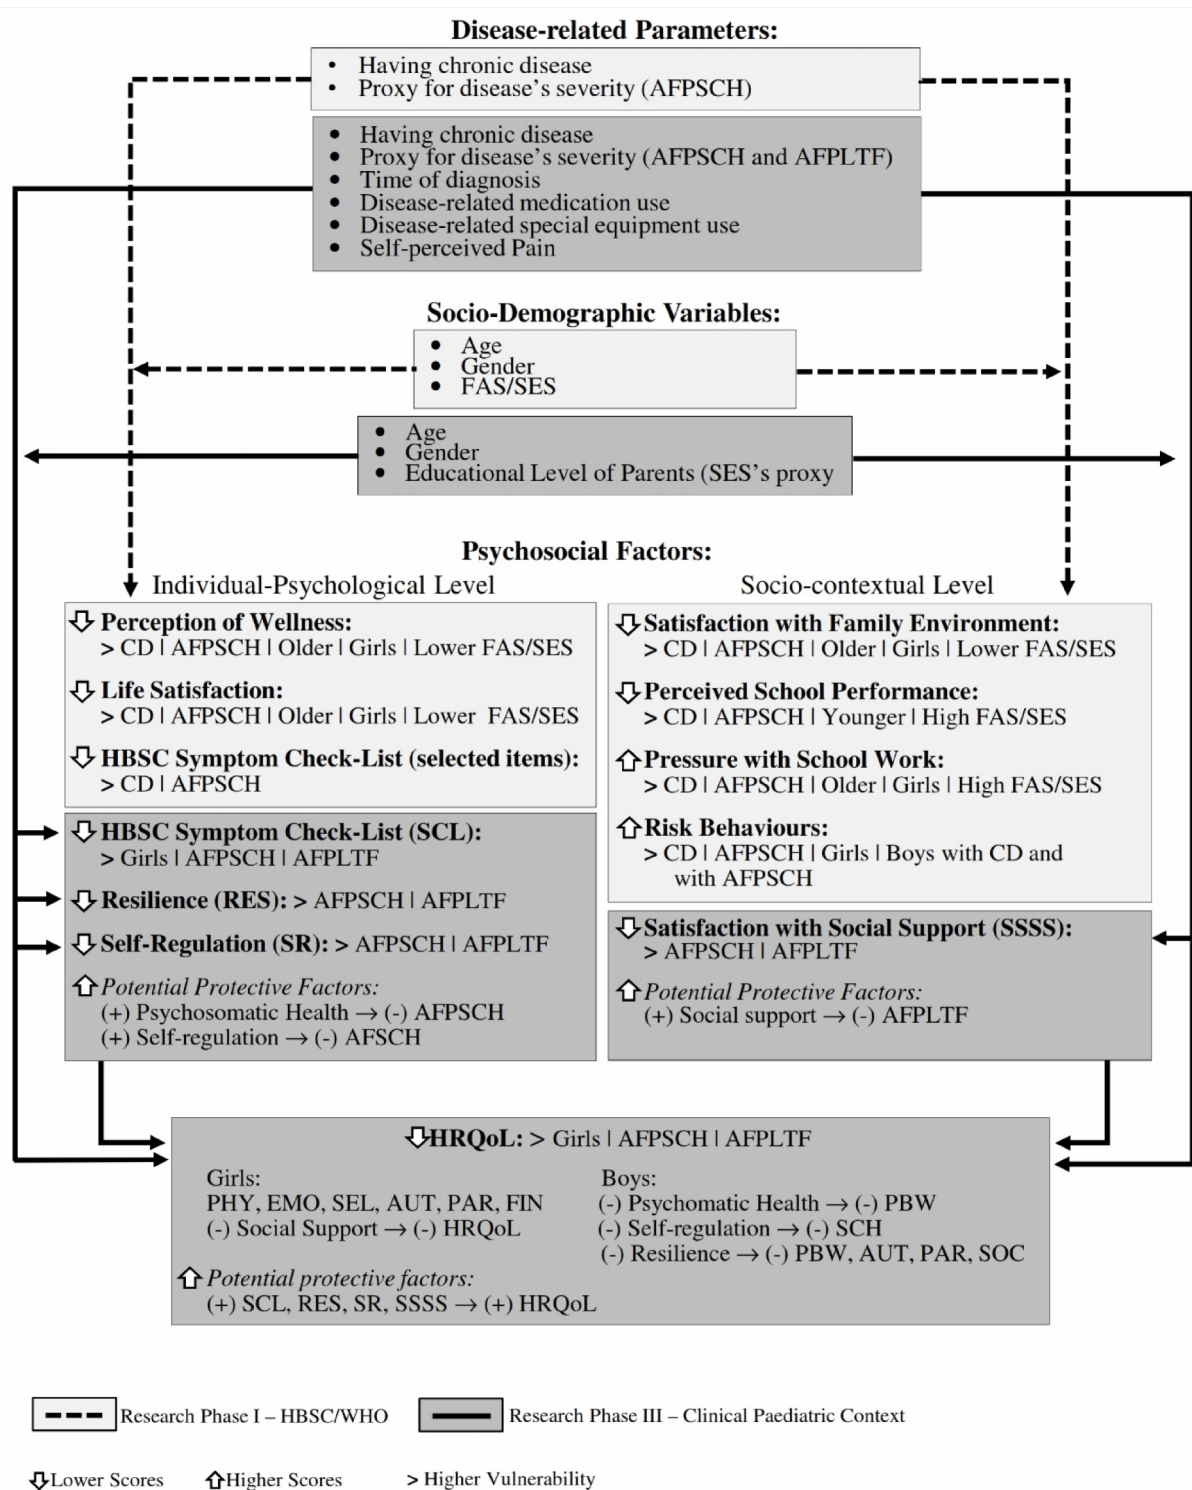 Disease-related Parameters:
• Having chronic disease
• Proxy for disease's severity (AFPSCH)
• Having chronic disease
• Proxy for disease's severity (AFPSCH and AFPLTF)
• Time of diagnosis
• Disease-related medication use
• Disease-related special equipment use
• Self-perceived Pain
Socio-Demographic Variables:
• Age
• Gender
• FAS/SES
• Age
• Gender
• Educational Level of Parents (SES's proxy
Psychosocial Factors:
Individual-Psychological Level
Perception of Wellness:
> CD | AFPSCH | Older | Girls | Lower FAS/SES
Life Satisfaction:
> CD | AFPSCH | Older | Girls | Lower FAS/SES
HBSC Symptom Check-List (selected items):
> CD | AFPSCH
HBSC Symptom Check-List (SCL):
> Girls | AFPSCH | AFPLTF
Resilience (RES): > AFPSCH | AFPLTF
Self-Regulation (SR): > AFPSCH | AFPLTF
Potential Protective Factors:
(+) Psychosomatic Health → (-) AFPSCH
(+) Self-regulation → (-) AFSCH
Socio-contextual Level
Satisfaction with Family Environment:
> CD | AFPSCH | Older | Girls | Lower FAS/SES
Perceived School Performance:
> CD | AFPSCH | Younger | High FAS/SES
Pressure with School Work:
> CD | AFPSCH | Older | Girls | High FAS/SES
Risk Behaviours:
> CD | AFPSCH | Girls | Boys with CD and
with AFPSCH
Satisfaction with Social Support (SSSS):
> AFPSCH | AFPLTF
Potential Protective Factors:
(+) Social support → (-) AFPLTF
HRQoL: > Girls | AFPSCH | AFPLTF
Girls:
PHY, EMO, SEL, AUT, PAR, FIN
(-) Social Support → (-) HRQoL
Boys:
(-) Psychomatic Health → (-) PBW
(-) Self-regulation → (-) SCH
(-) Resilience → (-) PBW, AUT, PAR, SOC
Potential protective factors:
(+) SCL, RES, SR, SSSS → (+) HRQoL
Research Phase I – HBSC/WHO
Research Phase III – Clinical Paediatric Context
Lower Scores
Higher Scores
> Higher Vulnerability